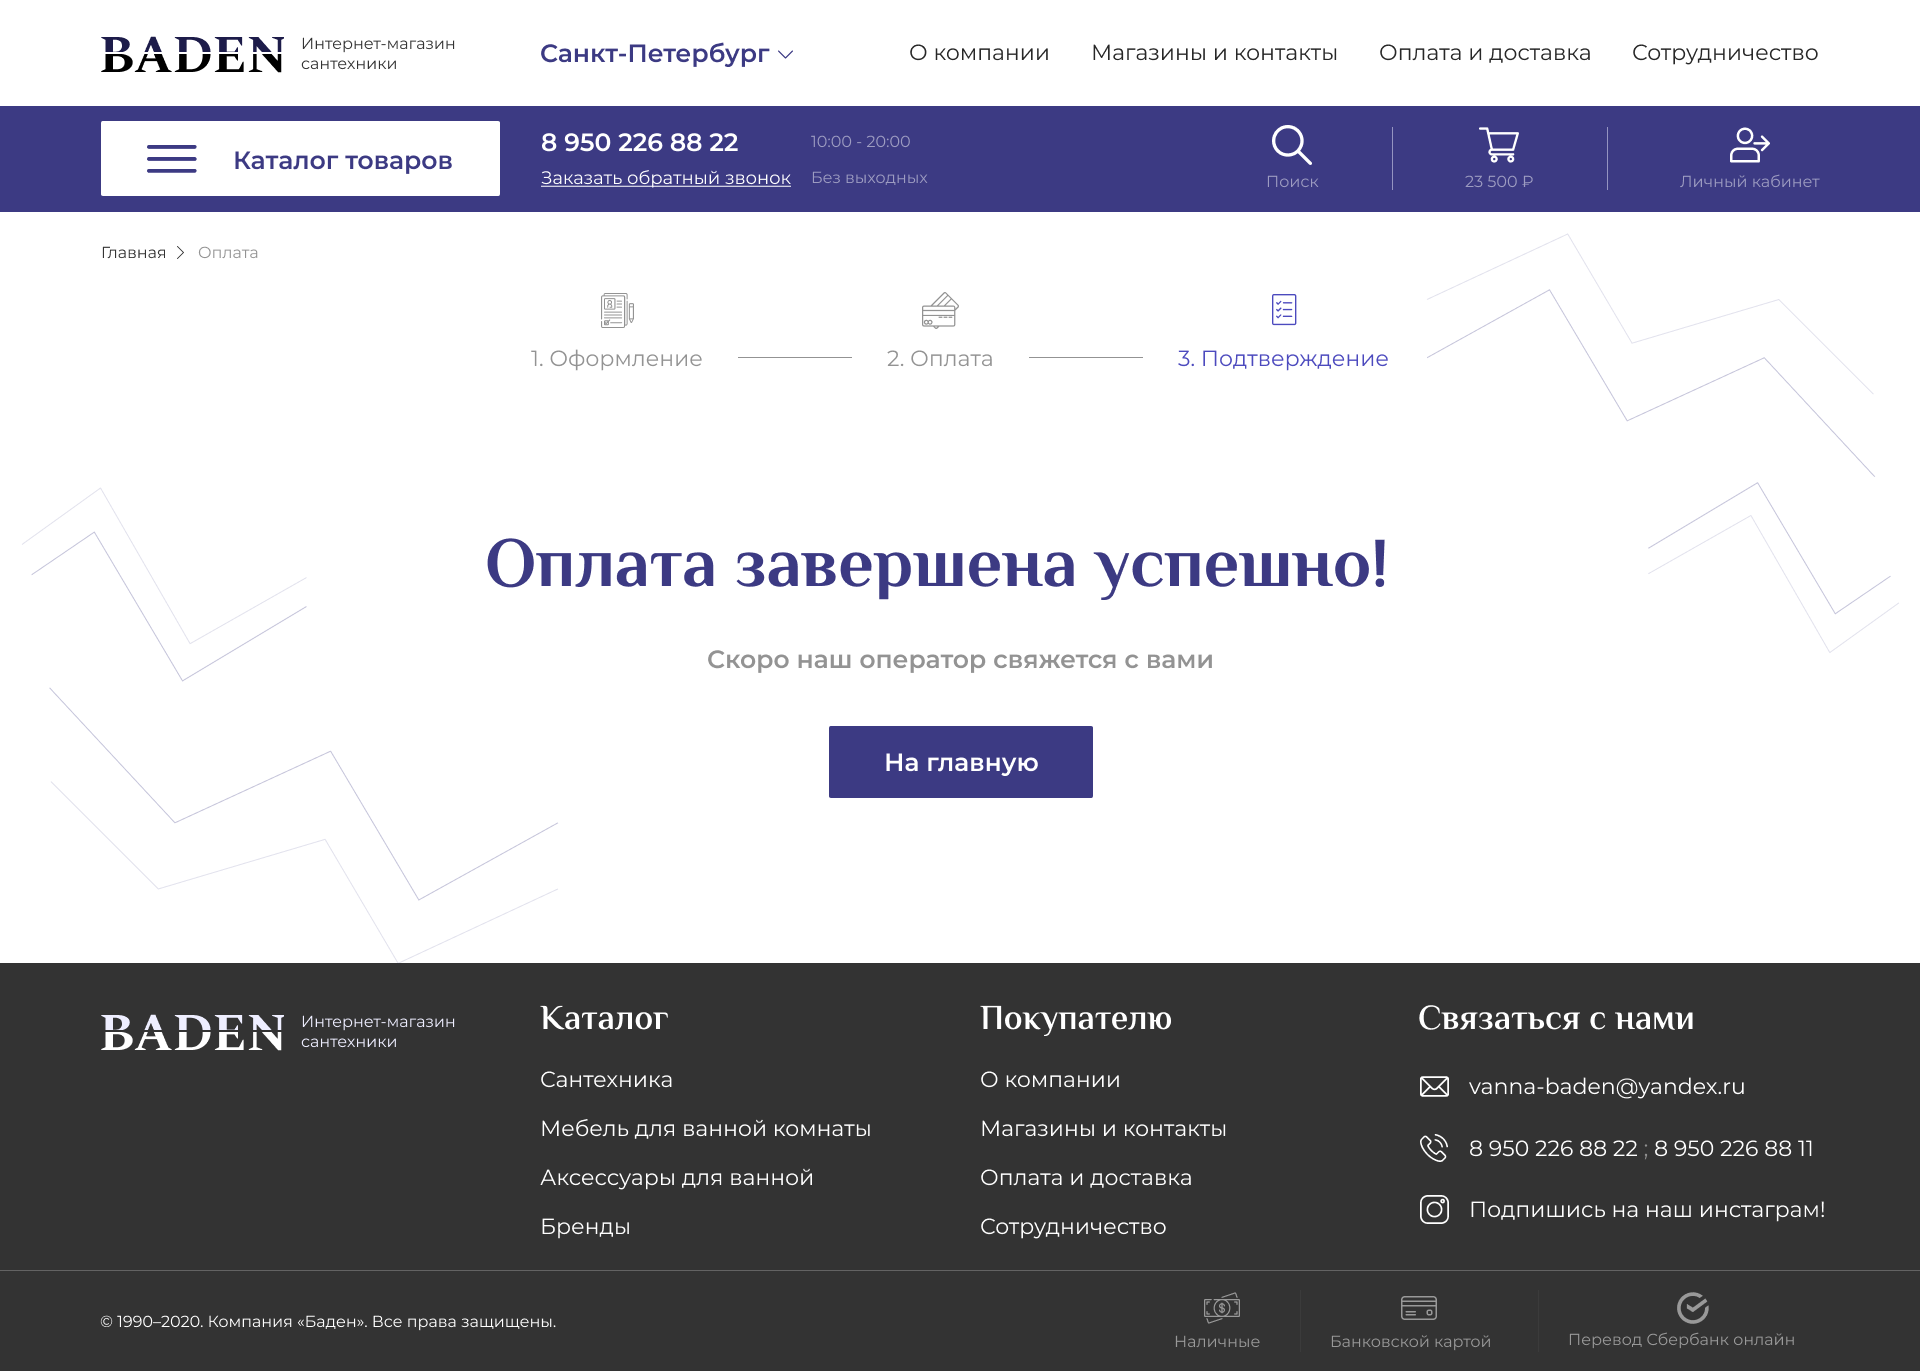 BADEN
Интернет-магазин
сантехники
Санкт-Петербург
О компании
Магазины и контакты
Оплата и доставка
Сотрудничество
Каталог товаров
8 950 226 88 22
10:00 - 20:00
Заказать обратный звонок
Без выходных
Поиск
23 500 ₽
Личный кабинет
Главная
Оплата
1. Оформление
2. Оплата
3. Подтверждение
Оплата завершена успешно!
Скоро наш оператор свяжется с вами
На главную
BADEN
Интернет-магазин
сантехники
Каталог
Сантехника
Мебель для ванной комнаты
Аксессуары для ванной
Бренды
Покупателю
О компании
Магазины и контакты
Оплата и доставка
Сотрудничество
Связаться с нами
vanna-baden@yandex.ru
8 950 226 88 22 ; 8 950 226 88 11
Подпишись на наш инстаграм!
© 1990–2020. Компания «Баден». Все права защищены.
Наличные
Банковской картой
Перевод Сбербанк онлайн